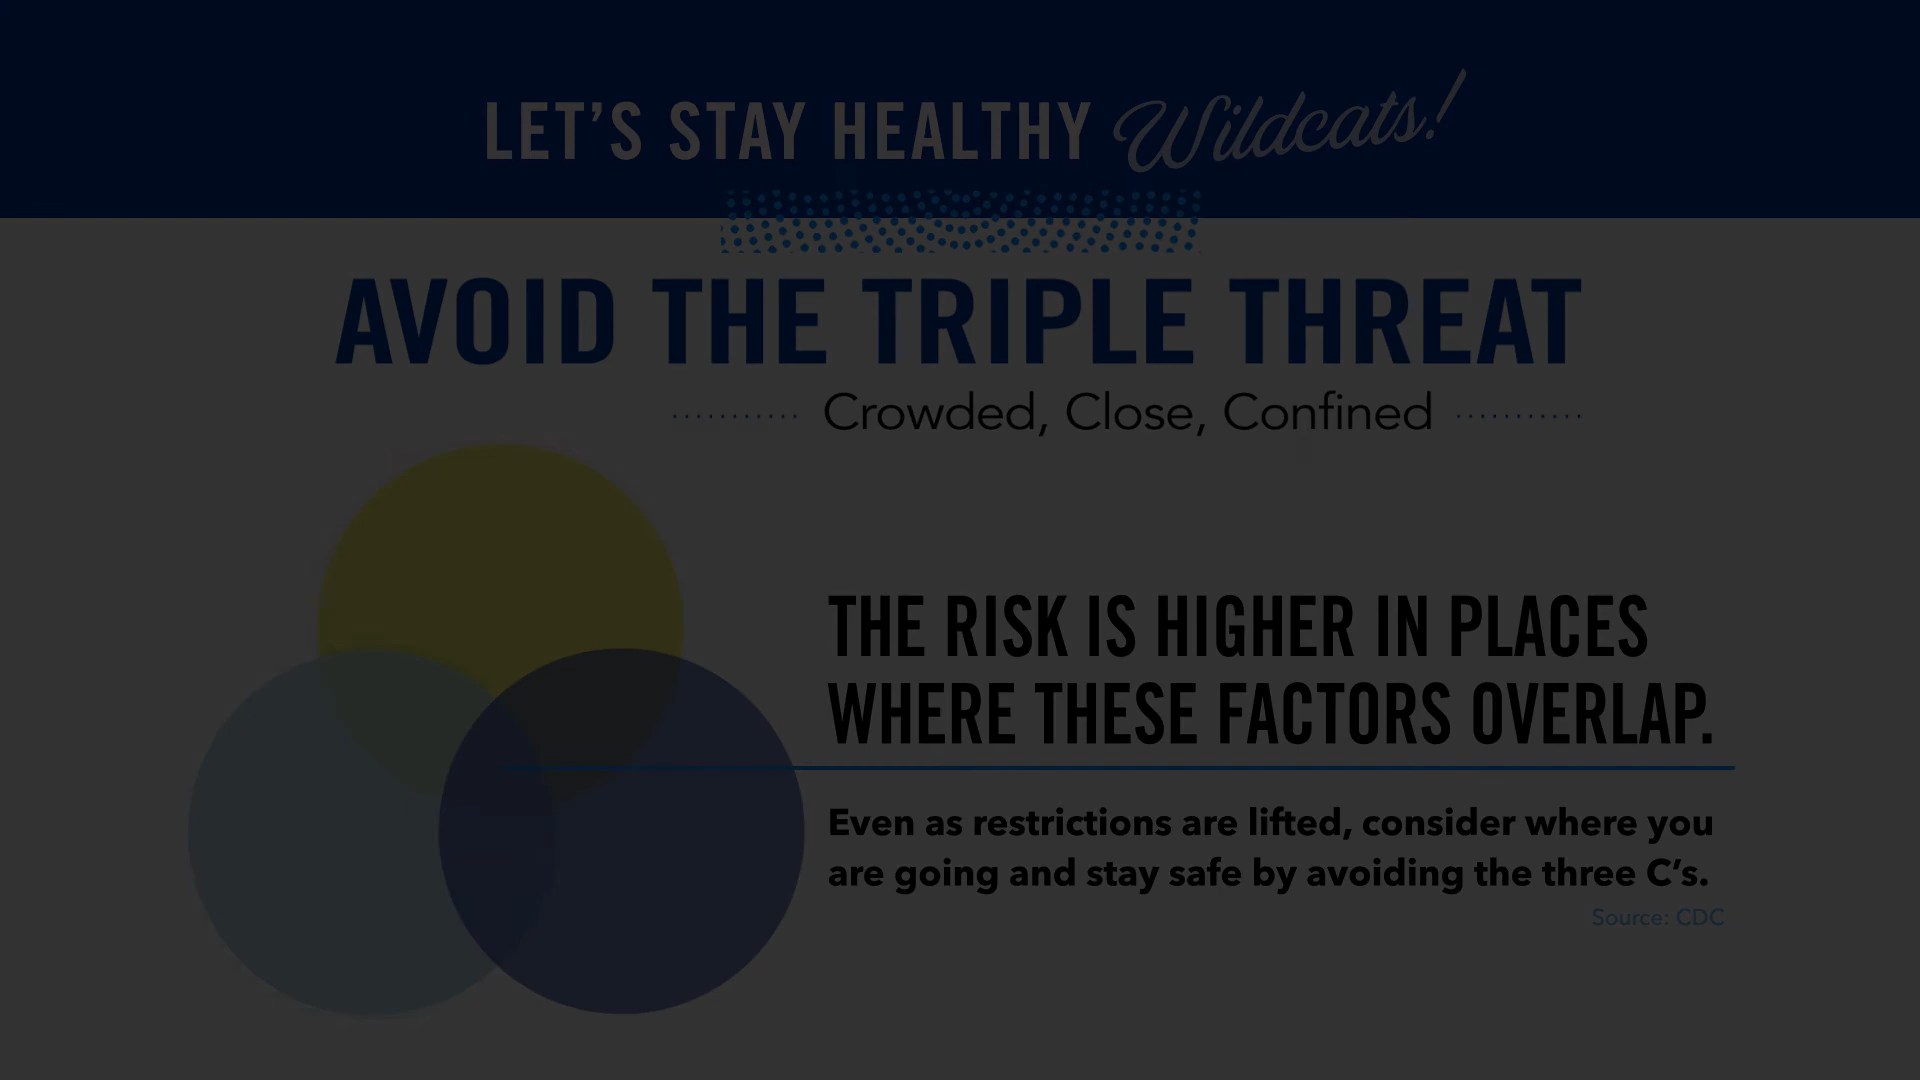 LET’S STAY HEALTHY Wildcats!
AVOID THE TRIPLE THREAT
Crowded, Close, Confined
THE RISK IS HIGHER IN PLACES
WHERE THESE FACTORS OVERLAP.
Even as restrictions are lifted, consider where you
are going and stay safe by avoiding the three C’s.
Source: CDC